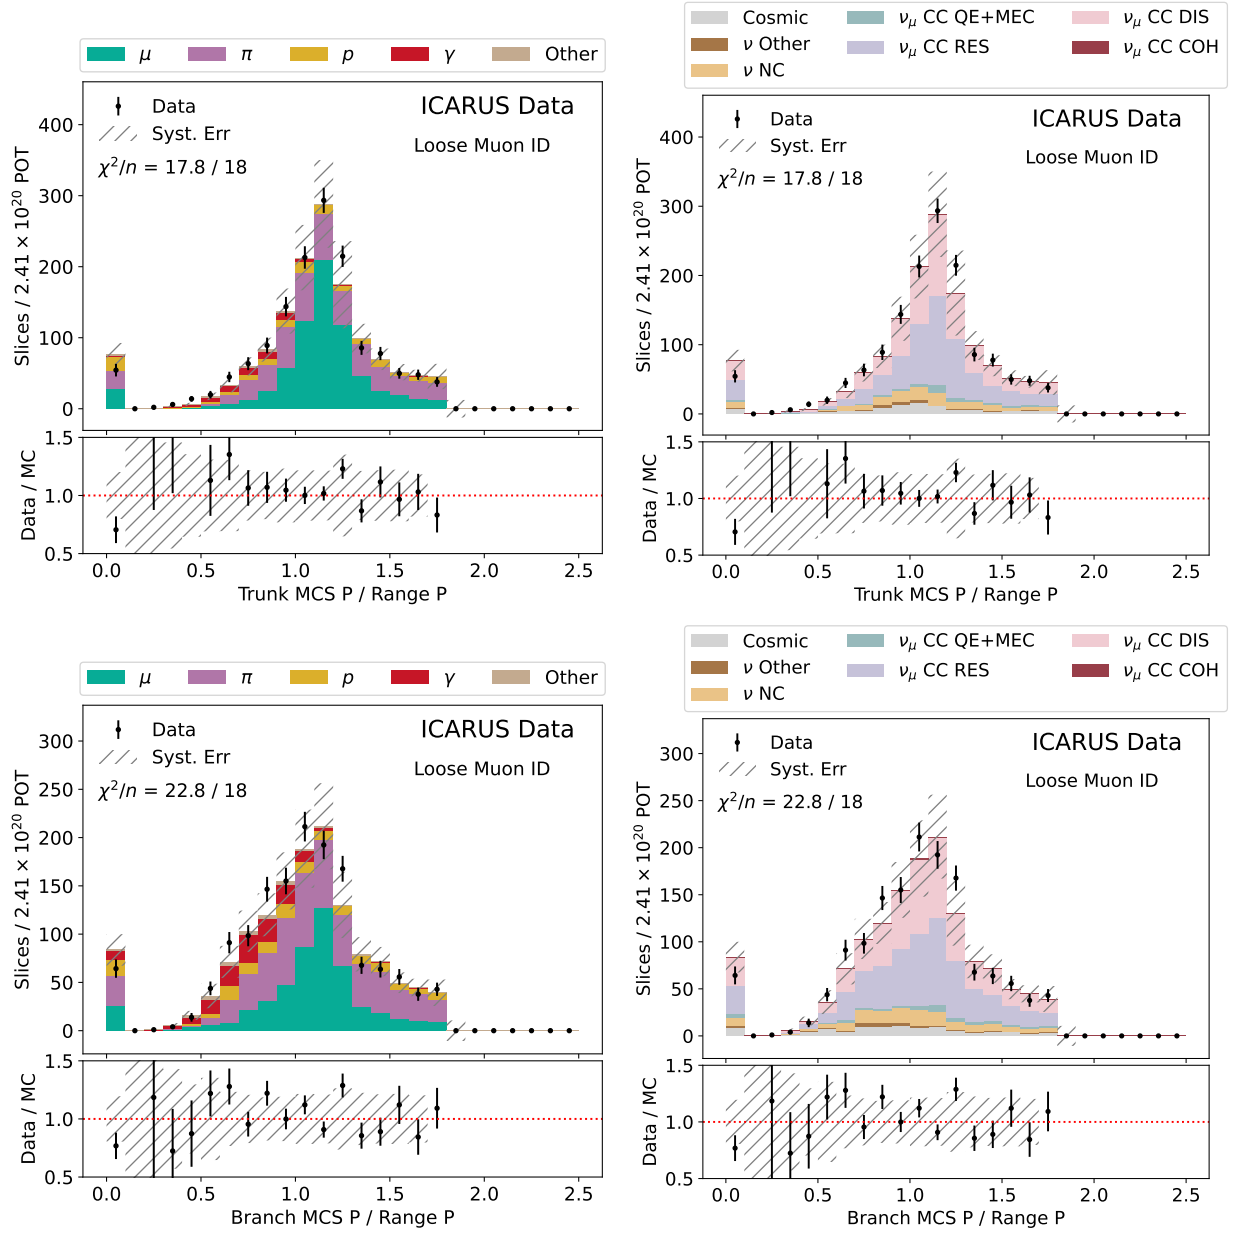 μ π p γ Other
Data
Syst. Err
χ²/n = 17.8 / 18
ICARUS Data
Loose Muon ID
Slices / 2.41 × 10²⁰ POT
400
300
200
100
0
Data / MC
1.5
1.0
0.5
0.0 0.5 1.0 1.5 2.0 2.5
Trunk MCS P / Range P
Cosmic ν_μ CC QE+MEC ν_μ CC DIS
ν Other ν_μ CC RES ν_μ CC COH
ν NC
Data
Syst. Err
χ²/n = 17.8 / 18
ICARUS Data
Loose Muon ID
Slices / 2.41 × 10²⁰ POT
400
300
200
100
0
Data / MC
1.5
1.0
0.5
0.0 0.5 1.0 1.5 2.0 2.5
Trunk MCS P / Range P
μ π p γ Other
Data
Syst. Err
χ²/n = 22.8 / 18
ICARUS Data
Loose Muon ID
Slices / 2.41 × 10²⁰ POT
300
250
200
150
100
50
0
Data / MC
1.5
1.0
0.5
0.0 0.5 1.0 1.5 2.0 2.5
Branch MCS P / Range P
Cosmic ν_μ CC QE+MEC ν_μ CC DIS
ν Other ν_μ CC RES ν_μ CC COH
ν NC
Data
Syst. Err
χ²/n = 22.8 / 18
ICARUS Data
Loose Muon ID
Slices / 2.41 × 10²⁰ POT
300
250
200
150
100
50
0
Data / MC
1.5
1.0
0.5
0.0 0.5 1.0 1.5 2.0 2.5
Branch MCS P / Range P